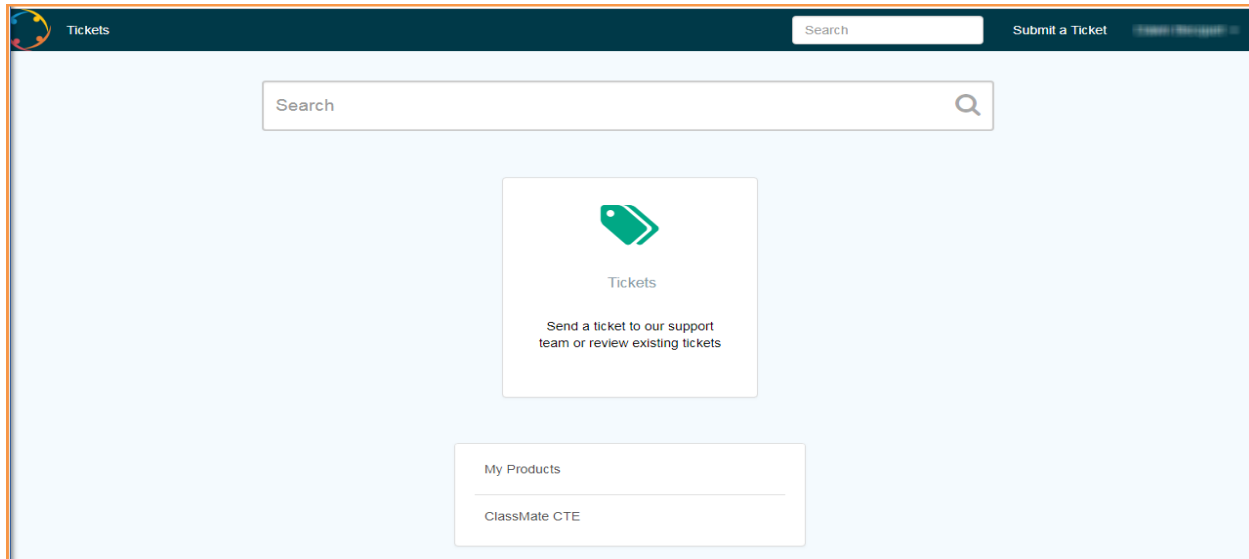 Tickets
Search
Submit a Ticket
Search
Tickets
Send a ticket to our support
team or review existing tickets
My Products
ClassMate CTE